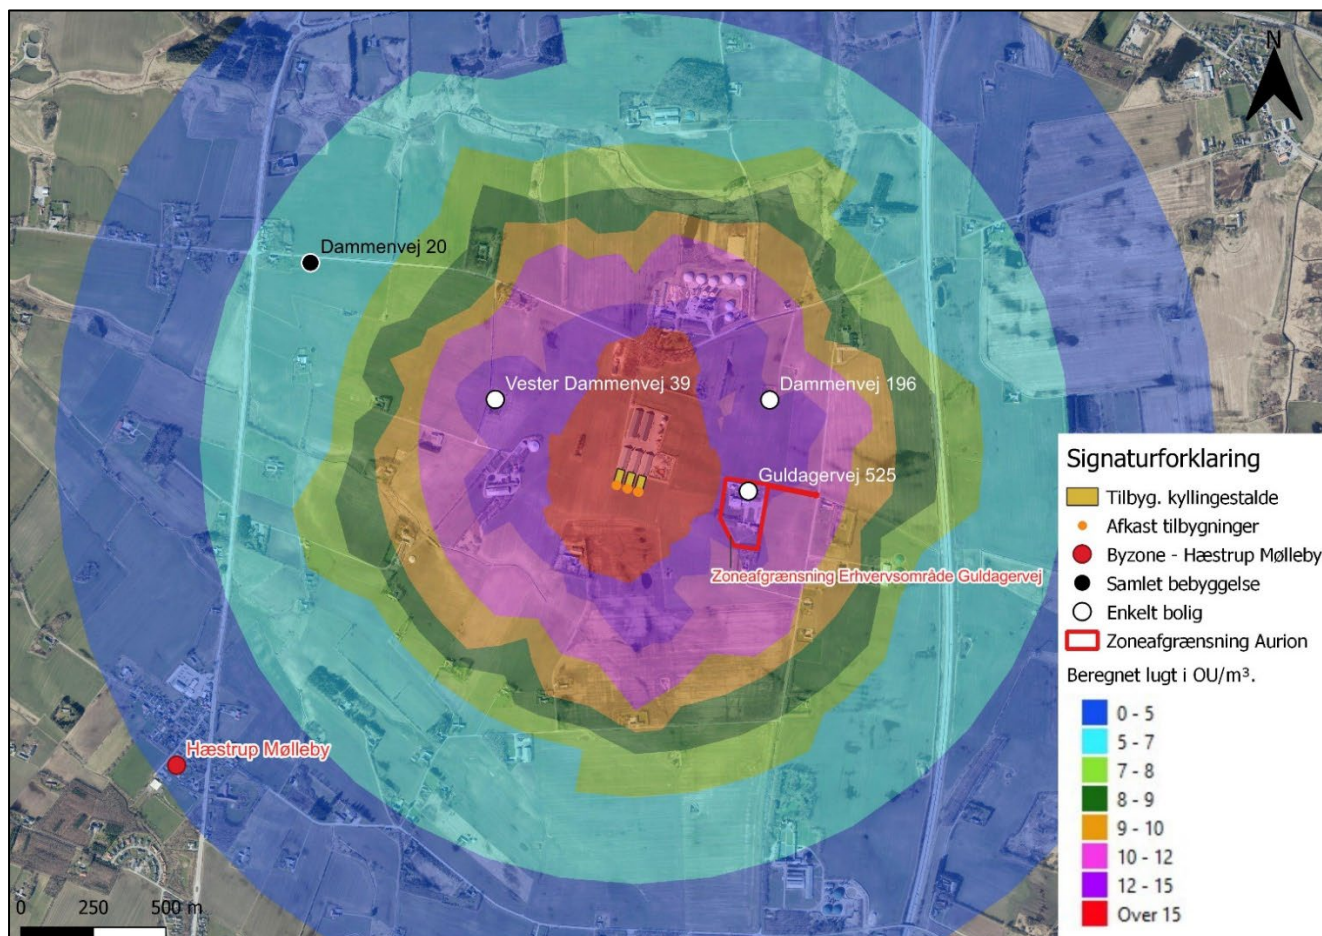 N
Dammenvej 20
Vester Dammenvej 39
Dammenvej 196
Guldagervej 525
Zoneafgrænsning Erhvervsområde Guldagervej
Hæstrup Mølleby
0 250 500 m
Signaturforklaring
Tilbyg. kyllingestalde
Afkast tilbygninger
Byzone - Hæstrup Mølleby
Samlet bebyggelse
Enkelt bolig
Zoneafgrænsning Aurion
Beregnet lugt i OU/m³.
0 - 5
5 - 7
7 - 8
8 - 9
9 - 10
10 - 12
12 - 15
Over 15